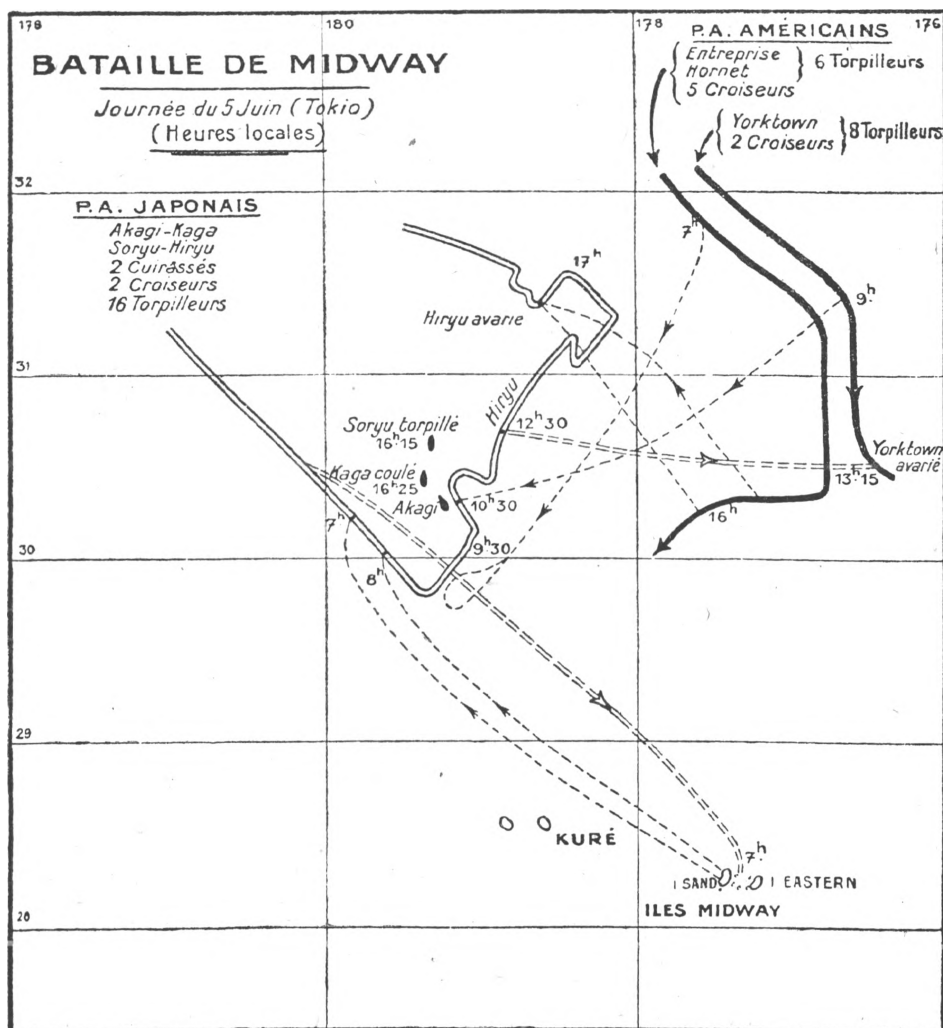 178
180
178
176
BATAILLE DE MIDWAY
Journée du 5 Juin (Tokio)
(Heures locales)
P.A. AMÉRICAINS
Entreprise
Hornet
5 Croiseurs
6 Torpilleurs
Yorktown
2 Croiseurs
8 Torpilleurs
32
P.A. JAPONAIS
Akagi-Kaga
Soryu-Hiryu
2 Cuirassés
2 Croiseurs
16 Torpilleurs
7h
17h
9h
Hiryu avarie
31
Hiryu
12h30
Soryu torpillé
16h15
Kaga coulé
16h25
Akagi
10h30
Yorktown
avarié
13h15
16h
7h
9h30
30
8h
29
KURÉ
7h
I SAND
I EASTERN
ILES MIDWAY
28